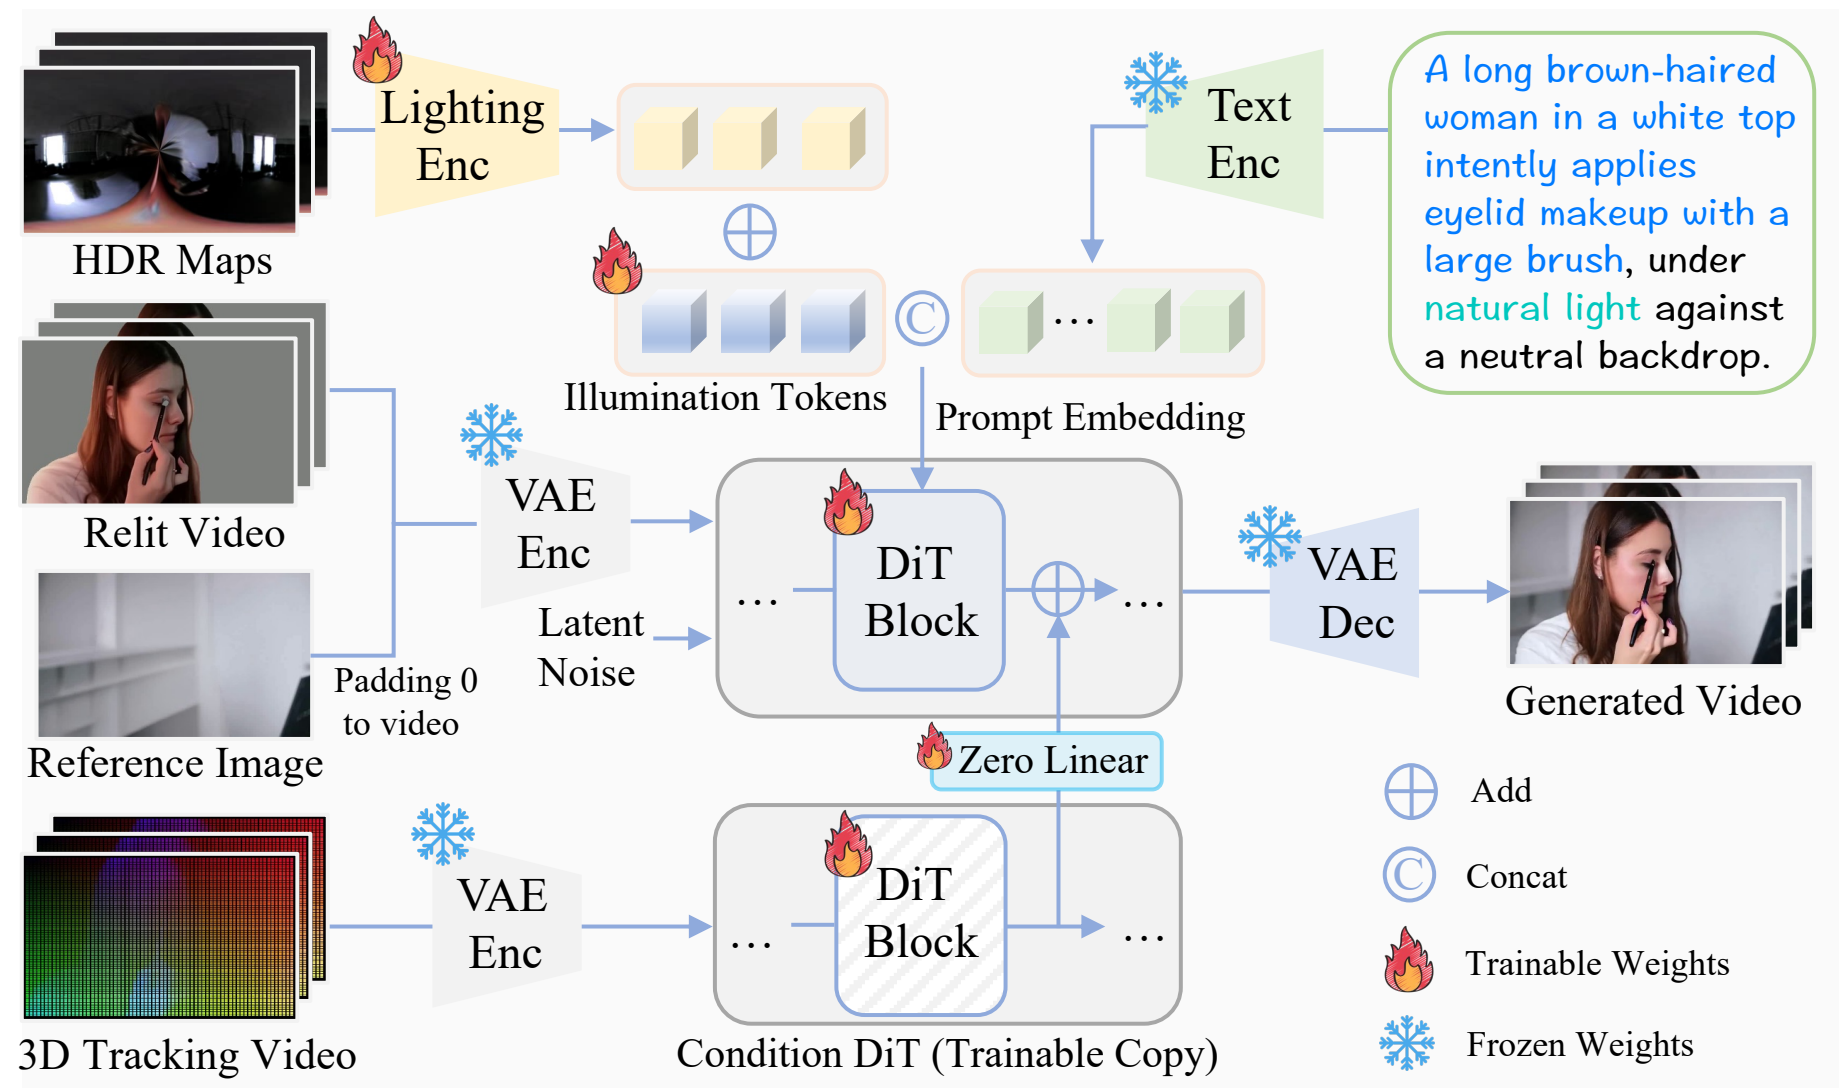 HDR Maps
Lighting
Enc
Text
Enc
A long brown-haired
woman in a white top
intently applies
eyelid makeup with a
large brush, under
natural light against
a neutral backdrop.
C
...
Illumination Tokens
Prompt Embedding
Relit Video
VAE
Enc
Reference Image
Padding 0
to video
Latent
Noise
...
DiT
Block
...
VAE
Dec
Generated Video
Zero Linear
3D Tracking Video
VAE
Enc
...
DiT
Block
...
Condition DiT (Trainable Copy)
Add
C
Concat
Trainable Weights
Frozen Weights